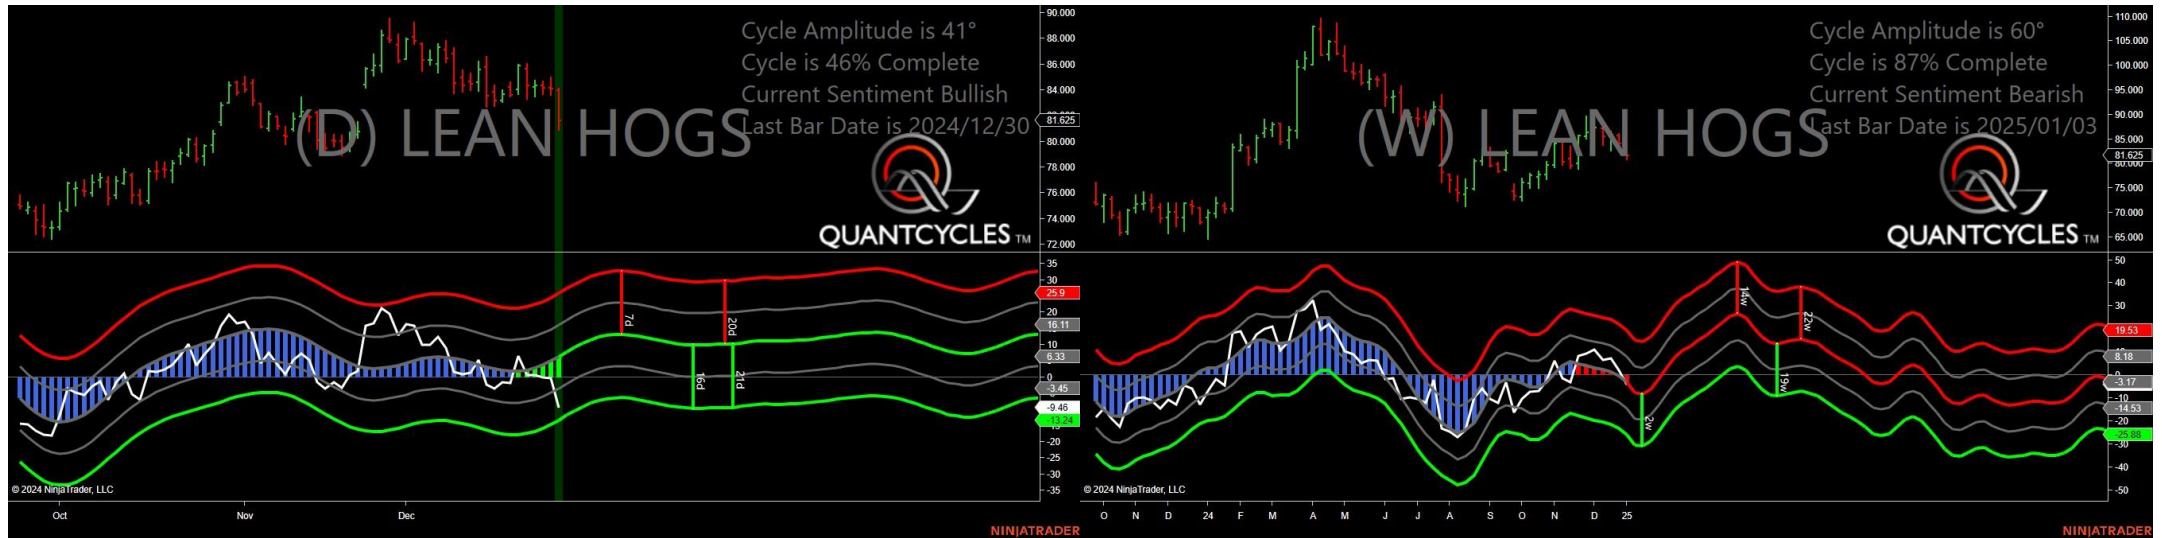 Cycle Amplitude is 41°
Cycle is 46% Complete
Current Sentiment Bullish
Last Bar Date is 2024/12/30
(D) LEAN HOGS
QUANTCYCLES TM
90.000
88.000
86.000
84.000
81.625
80.000
78.000
76.000
74.000
72.000
35
30
25.9
20
16.11
10
6.33
0
-3.45
-9.46
-13.24
-20
-25
-30
-35
7d
20d
16d
21d
© 2024 NinjaTrader, LLC
Oct Nov Dec
NINJATRADER
Cycle Amplitude is 60°
Cycle is 87% Complete
Current Sentiment Bearish
Last Bar Date is 2025/01/03
(W) LEAN HOGS
QUANTCYCLES TM
110.000
105.000
100.000
95.000
90.000
85.000
81.625
80.000
75.000
70.000
65.000
50
40
30
19.53
8.18
0
-3.17
-10
-14.53
-20
-25.88
-30
-40
-50
14w
22w
19w
2w
© 2024 NinjaTrader, LLC
O N D 24 F M A M J J A S O N D 25
NINJATRADER